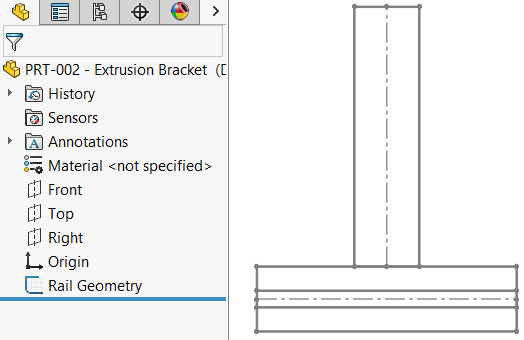 PRT-002 - Extrusion Bracket (D
History
Sensors
Annotations
Material <not specified>
Front
Top
Right
Origin
Rail Geometry